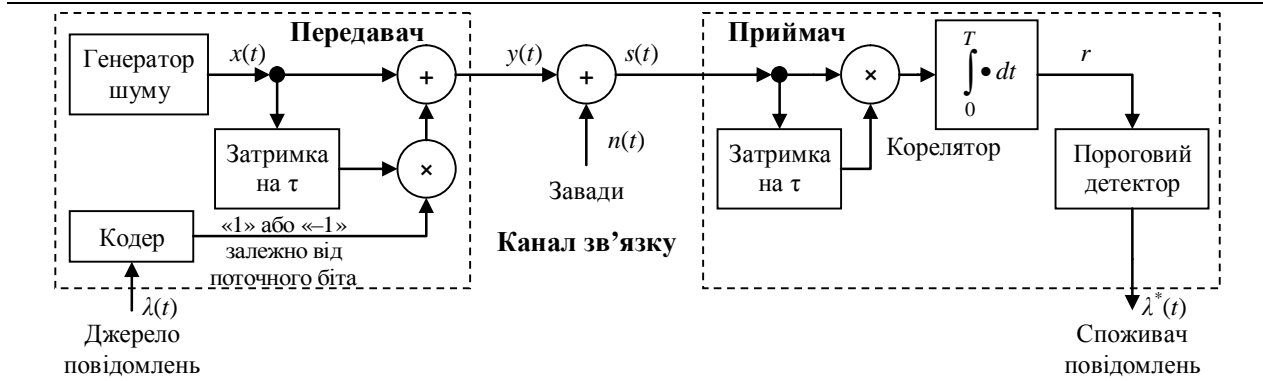 Передавач
Генератор
шуму
x(t)
+
Затримка
на τ
×
Кодер
«1» або «–1»
залежно від
поточного біта
λ(t)
Джерело
повідомлень
y(t)
+
s(t)
n(t)
Завади
Канал зв’язку
Приймач
×
Затримка
на τ
Корелятор
T
∫ • dt
0
r
Пороговий
детектор
λ*(t)
Споживач
повідомлень